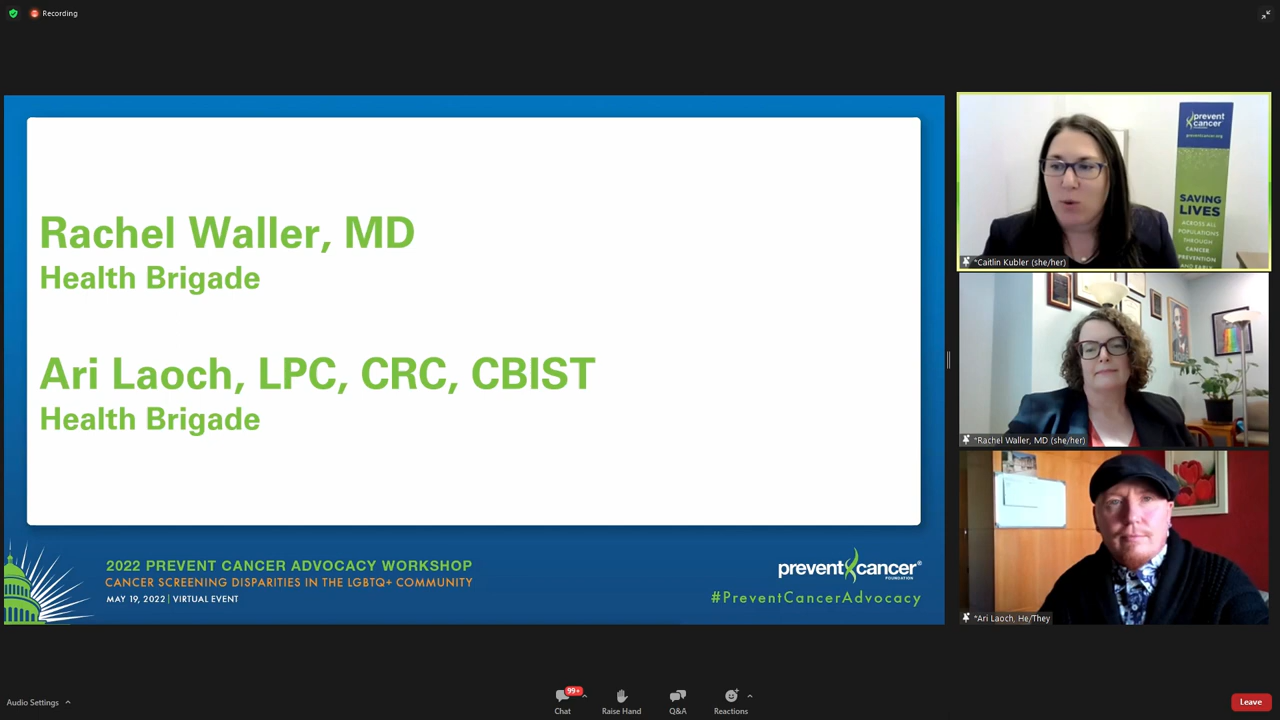 Recording
Rachel Waller, MD
Health Brigade
Ari Laoch, LPC, CRC, CBIST
Health Brigade
2022 PREVENT CANCER ADVOCACY WORKSHOP
CANCER SCREENING DISPARITIES IN THE LGBTQ+ COMMUNITY
MAY 19, 2022 | VIRTUAL EVENT
prevent cancer®
FOUNDATION
#PreventCancerAdvocacy
prevent
cancer
preventcancer.org
SAVING
LIVES
ACROSS ALL
POPULATIONS
THROUGH
CANCER
PREVENTION
AND EARLY
*Caitlin Kubler (she/her)
*Rachel Waller, MD (she/her)
*Ari Laoch, He/They
Audio Settings
99+
Chat
Raise Hand
Q&A
Reactions
Leave